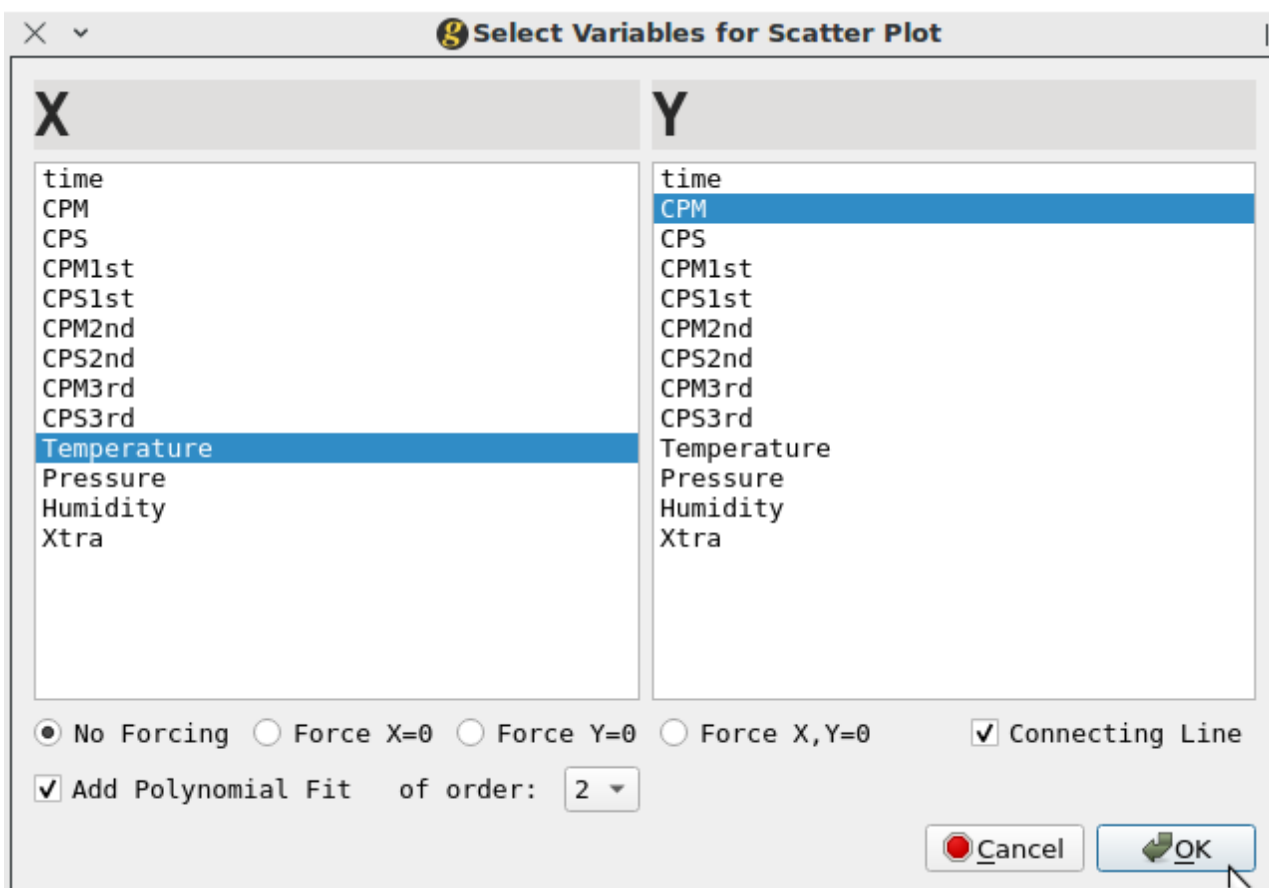 Select Variables for Scatter Plot
X
time
CPM
CPS
CPM1st
CPS1st
CPM2nd
CPS2nd
CPM3rd
CPS3rd
Temperature
Pressure
Humidity
Xtra
Y
time
CPM
CPS
CPM1st
CPS1st
CPM2nd
CPS2nd
CPM3rd
CPS3rd
Temperature
Pressure
Humidity
Xtra
No Forcing Force X=0 Force Y=0 Force X,Y=0 Connecting Line
Add Polynomial Fit of order: 2
Cancel OK